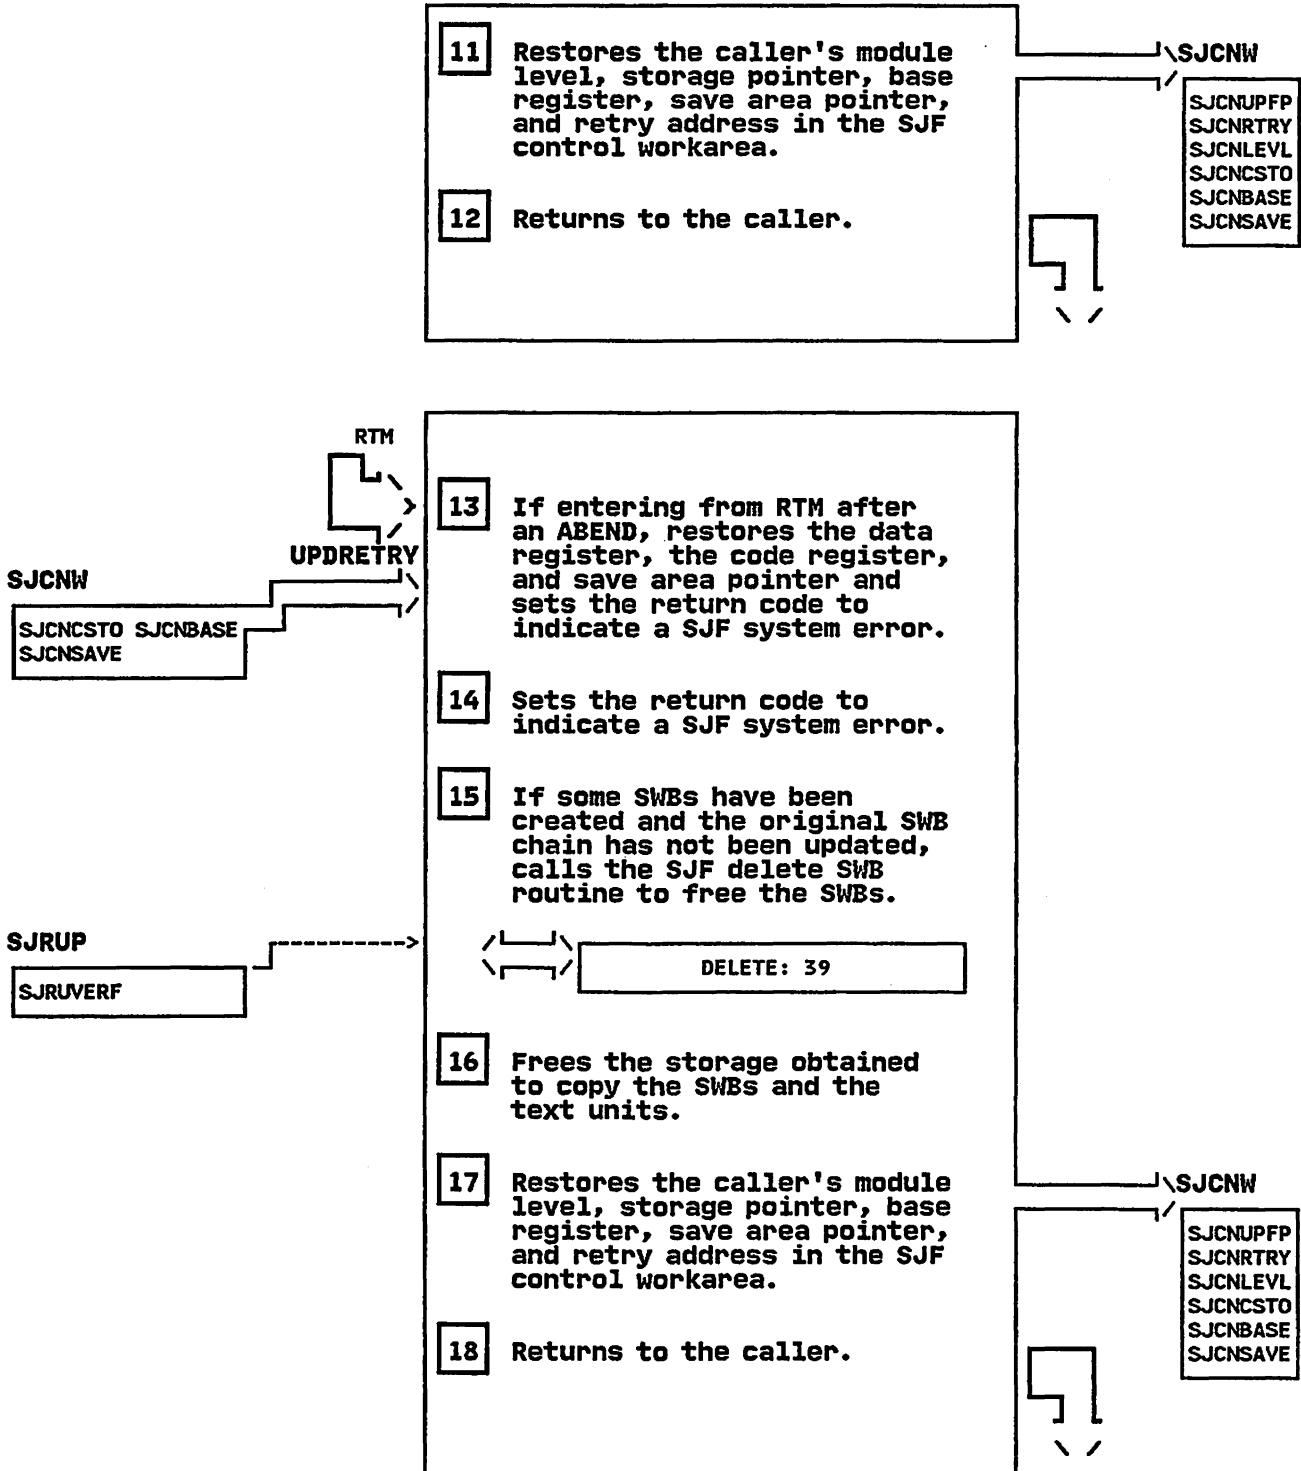 11 Restores the caller's module
level, storage pointer, base
register, save area pointer,
and retry address in the SJF
control workarea.
SJCNW
SJCNUPFP
SJCNRTRY
SJCNLEVL
SJCNCSTO
SJCNBASE
SJCNSAVE
12 Returns to the caller.
RTM
13 If entering from RTM after
an ABEND, restores the data
register, the code register,
and save area pointer and
sets the return code to
indicate a SJF system error.
UPDRETRY
SJCNW
SJCNCSTO SJCNBASE
SJCNSAVE
14 Sets the return code to
indicate a SJF system error.
15 If some SWBs have been
created and the original SWB
chain has not been updated,
calls the SJF delete SWB
routine to free the SWBs.
SJRUP
SJRUVERF
DELETE: 39
16 Frees the storage obtained
to copy the SWBs and the
text units.
17 Restores the caller's module
level, storage pointer, base
register, save area pointer,
and retry address in the SJF
control workarea.
SJCNW
SJCNUPFP
SJCNRTRY
SJCNLEVL
SJCNCSTO
SJCNBASE
SJCNSAVE
18 Returns to the caller.